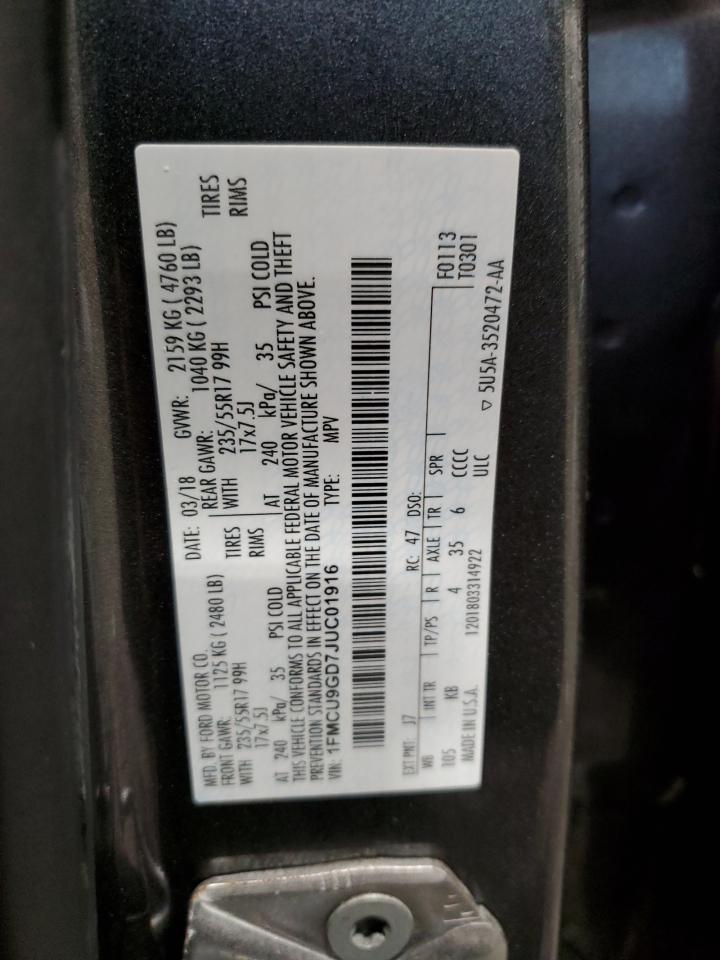 MFD. BY FORD MOTOR CO.
DATE: 03/18 GVWR: 2159 KG ( 4760 LB)
FRONT GAWR: 1125 KG ( 2480 LB) REAR GAWR: 1040 KG ( 2293 LB)
WITH 235/55R17 99H TIRES WITH 235/55R17 99H TIRES
17x7.5J RIMS 17x7.5J RIMS
AT 240 kPa/ 35 PSI COLD AT 240 kPa/ 35 PSI COLD
THIS VEHICLE CONFORMS TO ALL APPLICABLE FEDERAL MOTOR VEHICLE SAFETY AND THEFT
PREVENTION STANDARDS IN EFFECT ON THE DATE OF MANUFACTURE SHOWN ABOVE.
VIN: 1FMCU9GD7JUC01916 TYPE: MPV
EXT PNT: J7 RC: 47 DSO: F0113
WB INT TR TP/PS R AXLE TR SPR T0301
105 KB 4 35 6 CCCC
MADE IN U.S.A. 1201803314922 ULC ▽ 5U5A-3520472-AA